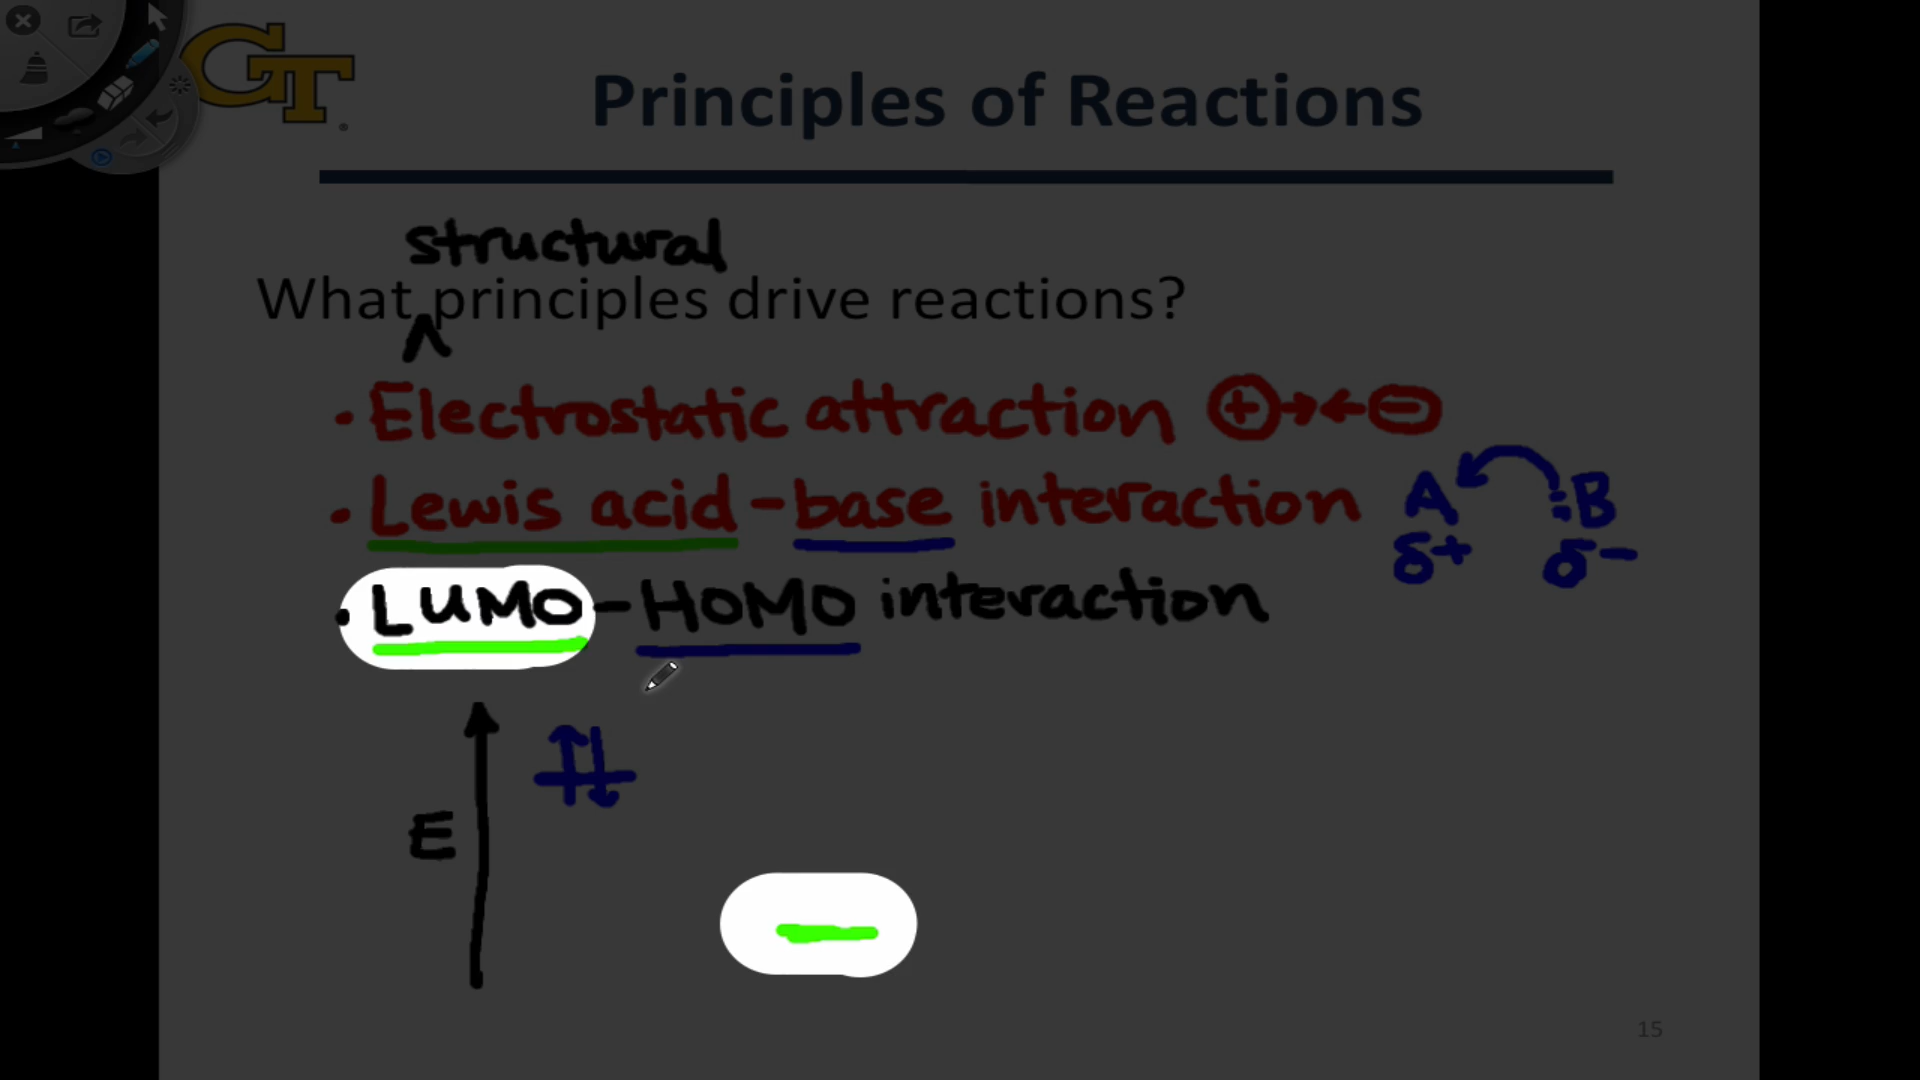 GT
Principles of Reactions
structural
What principles drive reactions?
^
• Electrostatic attraction ⊕→←⊖
• Lewis acid - base interaction A :B
δ+ δ-
• LUMO - HOMO interaction
E
15